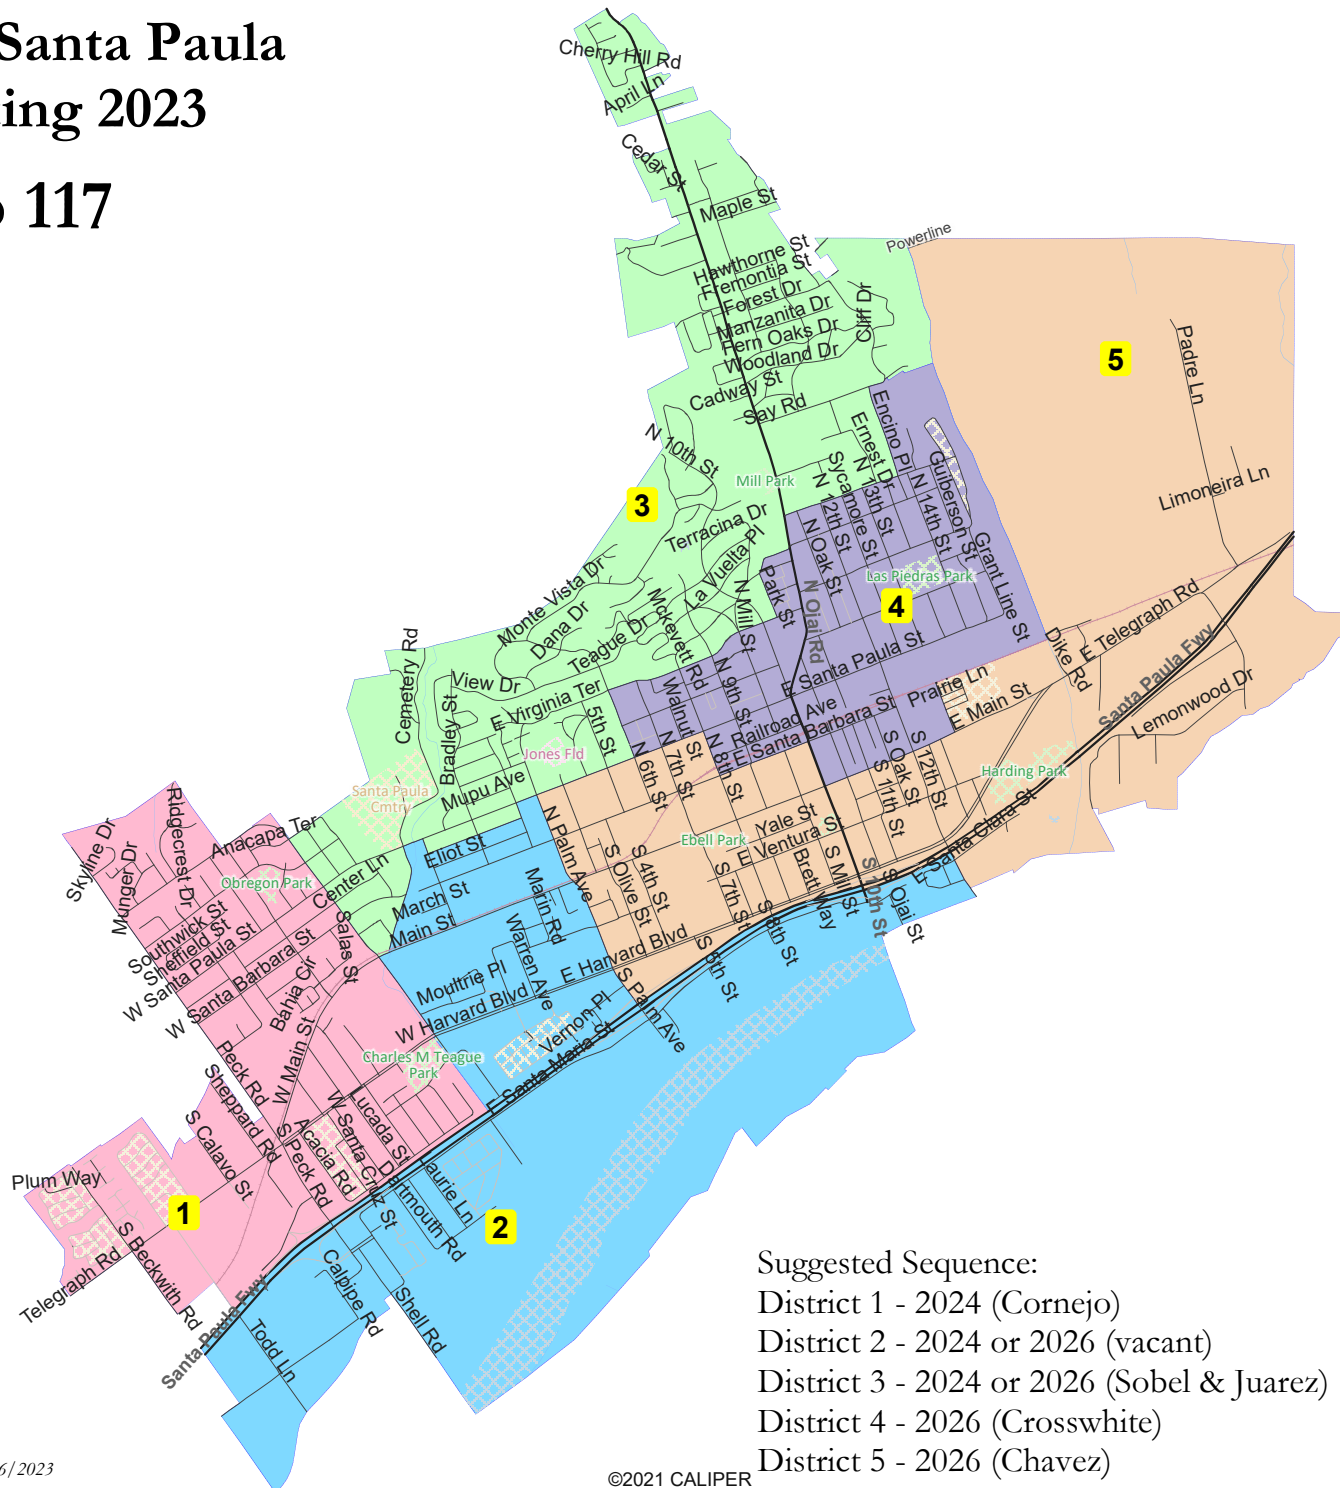 Santa Paula
ing 2023
117
Cherry Hill Rd
April Ln
Cedar St
Maple St
Powerline
Hawthorne St
Fremontia St
Forest Dr
Manzanita Dr
Fern Oaks Dr
Woodland Dr
Cliff Dr
Cadway St
Say Rd
5
Padre Ln
Limoneira Ln
N 10th St
Mill Park
3
Terracina Dr
La Vuelta Pl
Encino Pl
Ernest Dr
Sycamore St
N 13th St
N 12th St
N Oak St
Guiberson St
N 14th St
Grant Line St
Las Piedras Park
4
Park St
N Ojai Rd
N Mill St
Monte Vista Dr
Dana Dr
Teague Dr
Mckevett Rd
E Santa Paula St
E Telegraph Rd
Dike Rd
Santa Paula Fwy
Lemonwood Dr
Cemetery Rd
View Dr
Bradley St
E Virginia Ter
5th St
Walnut St
N 9th St
Railroad Ave
E Santa Barbara St
Prairie Ln
E Main St
Jones Fld
N 6th St
N 7th St
N 8th St
S Oak St
S 12th St
S 11th St
Harding Park
Santa Paula
Cmtry
Mupu Ave
Ridgecrest Dr
Skyline Dr
Munger Dr
Anacapa Ter
Obregon Park
Center Ln
Eliot St
N Palm Ave
Ebell Park
Yale St
E Ventura St
E Santa Clara St
S Olive St
S 4th St
S 7th St
Brett Way
S Mill St
S 10th St
S Ojai St
S 8th St
March St
Main St
Marin Rd
Warren Ave
E Harvard Blvd
S 5th St
Southwick St
Sheffield St
W Santa Paula St
W Santa Barbara St
Salas St
Bahia Cir
Moultrie Pl
W Harvard Blvd
S Palm Ave
Vernon Pl
E Santa Maria St
Charles M Teague
Park
Peck Rd
Sheppard Rd
W Main St
S Calavo St
S Peck Rd
Acacia Rd
W Santa Cruz St
Lucada St
Dartmouth Rd
Laurie Ln
Plum Way
1
2
S Beckwith Rd
Telegraph Rd
Santa Paula Fwy
Todd Ln
Calpipe Rd
Shell Rd
Suggested Sequence:
District 1 - 2024 (Cornejo)
District 2 - 2024 or 2026 (vacant)
District 3 - 2024 or 2026 (Sobel & Juarez)
District 4 - 2026 (Crosswhite)
District 5 - 2026 (Chavez)
6/2023
©2021 CALIPER